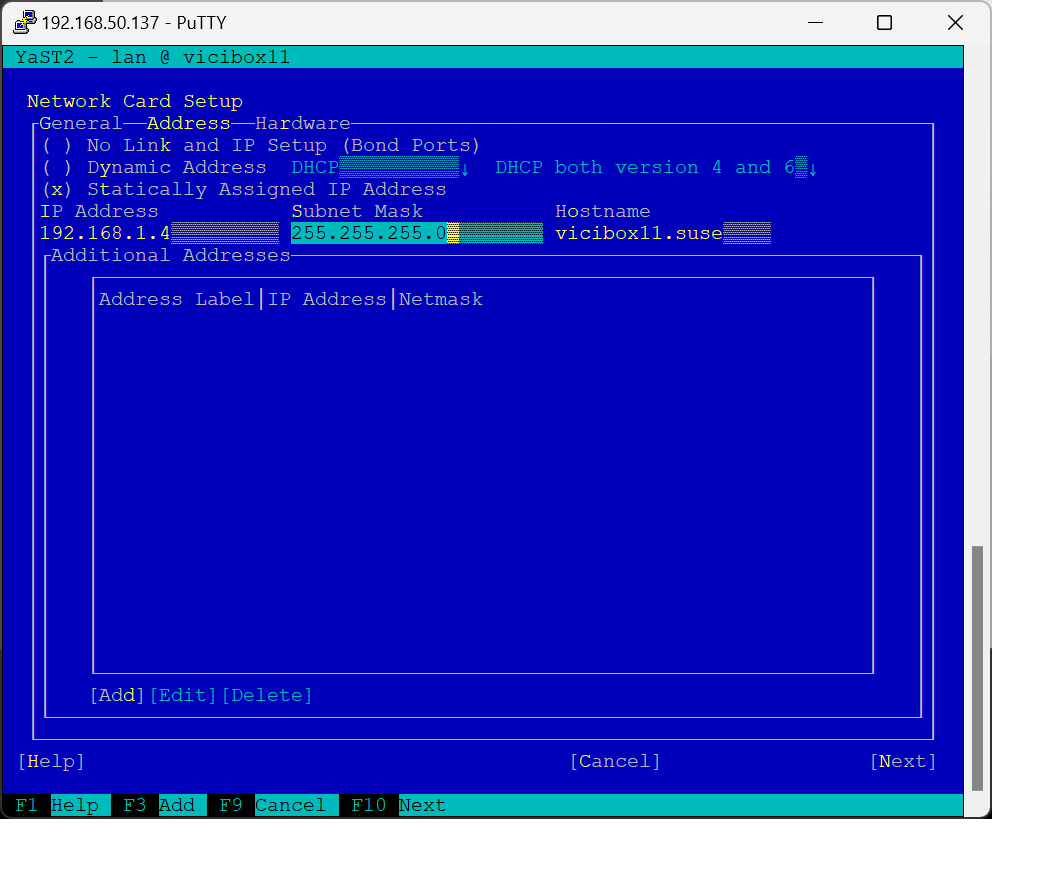 192.168.50.137 - PuTTY
YaST2 - lan @ vicibox11
Network Card Setup
General Address Hardware
( ) No Link and IP Setup (Bond Ports)
( ) Dynamic Address DHCP↓ DHCP both version 4 and 6↓
(x) Statically Assigned IP Address
IP Address Subnet Mask Hostname
192.168.1.4 255.255.255.0 vicibox11.suse
Additional Addresses
Address Label│IP Address│Netmask
[Add][Edit][Delete]
[Help] [Cancel] [Next]
F1 Help F3 Add F9 Cancel F10 Next